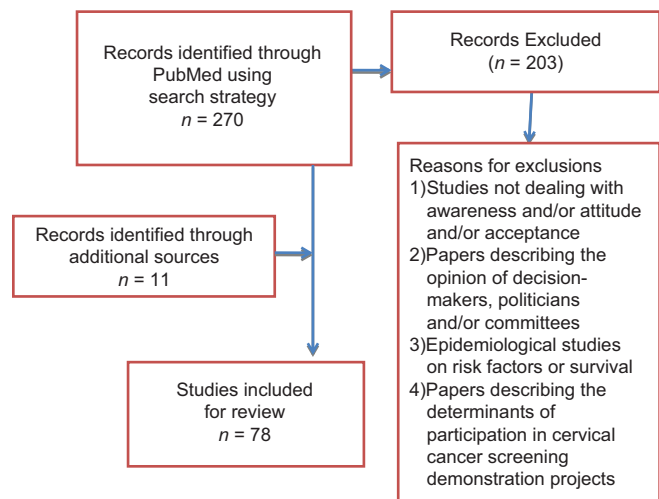 Records identified through
PubMed using
search strategy
n = 270
Records Excluded
(n = 203)
Reasons for exclusions
1)Studies not dealing with
awareness and/or attitude
and/or acceptance
2)Papers describing the
opinion of decision-
makers, politicians
and/or committees
3)Epidemiological studies
on risk factors or survival
4)Papers describing the
determinants of
participation in cervical
cancer screening
demonstration projects
Records identified through
additional sources
n = 11
Studies included
for review
n = 78